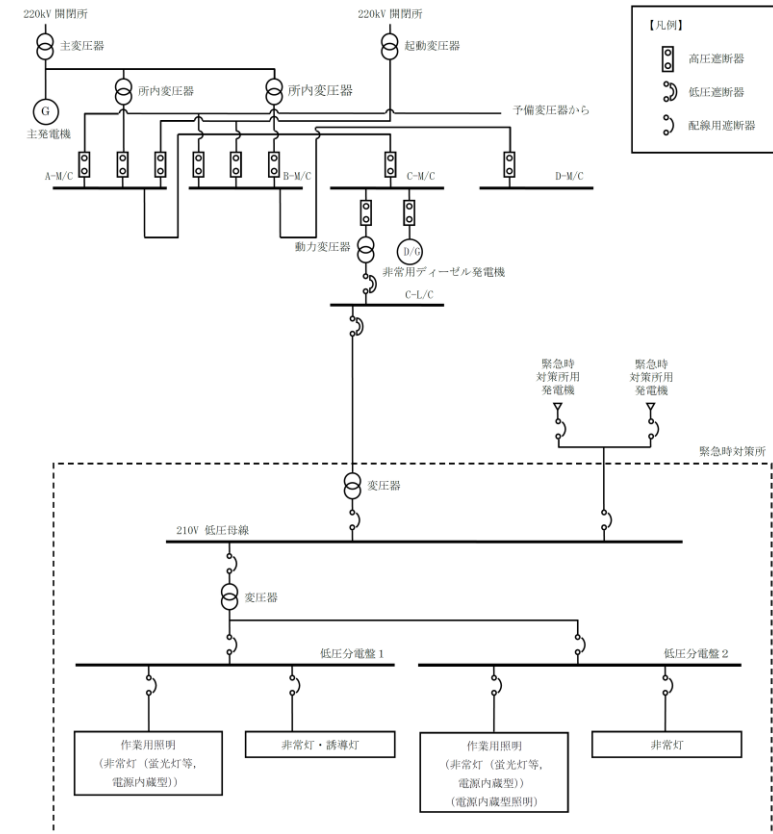 220kV 開閉所
220kV 開閉所
【凡例】
主変圧器
起動変圧器
高圧遮断器
所内変圧器
所内変圧器
低圧遮断器
G
予備変圧器から
主発電機
配線用遮断器
A-M/C
B-M/C
C-M/C
D-M/C
動力変圧器
D/G
非常用ディーゼル発電機
C-L/C
緊急時
対策所用
発電機
緊急時
対策所用
発電機
緊急時対策所
変圧器
210V 低圧母線
変圧器
低圧分電盤1
低圧分電盤2
作業用照明
(非常灯（蛍光灯等,
電源内蔵型))
非常灯・誘導灯
作業用照明
(非常灯（蛍光灯等,
電源内蔵型))
(電源内蔵型照明)
非常灯